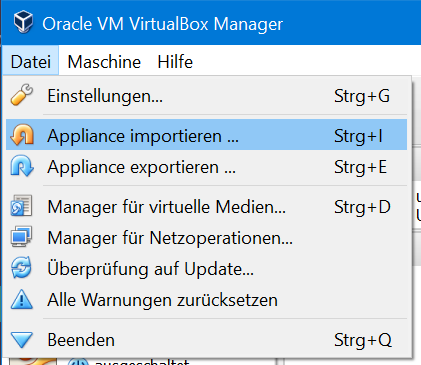 Oracle VM VirtualBox Manager
Datei Maschine Hilfe
Einstellungen... Strg+G
Appliance importieren ... Strg+I
Appliance exportieren ... Strg+E
Manager für virtuelle Medien... Strg+D
Manager für Netzoperationen...
Überprüfung auf Update...
Alle Warnungen zurücksetzen
Beenden Strg+Q
ausgeschaltet